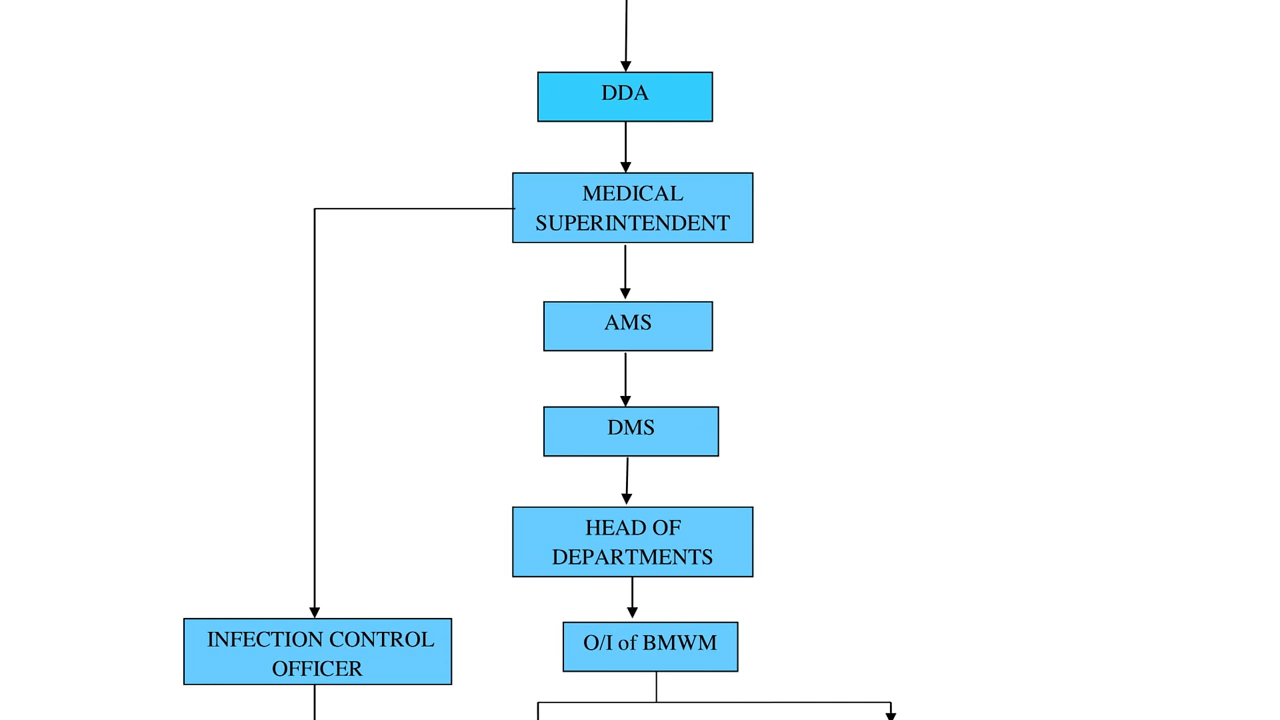 DDA
MEDICAL
SUPERINTENDENT
AMS
DMS
HEAD OF
DEPARTMENTS
INFECTION CONTROL
OFFICER
O/I of BMWM